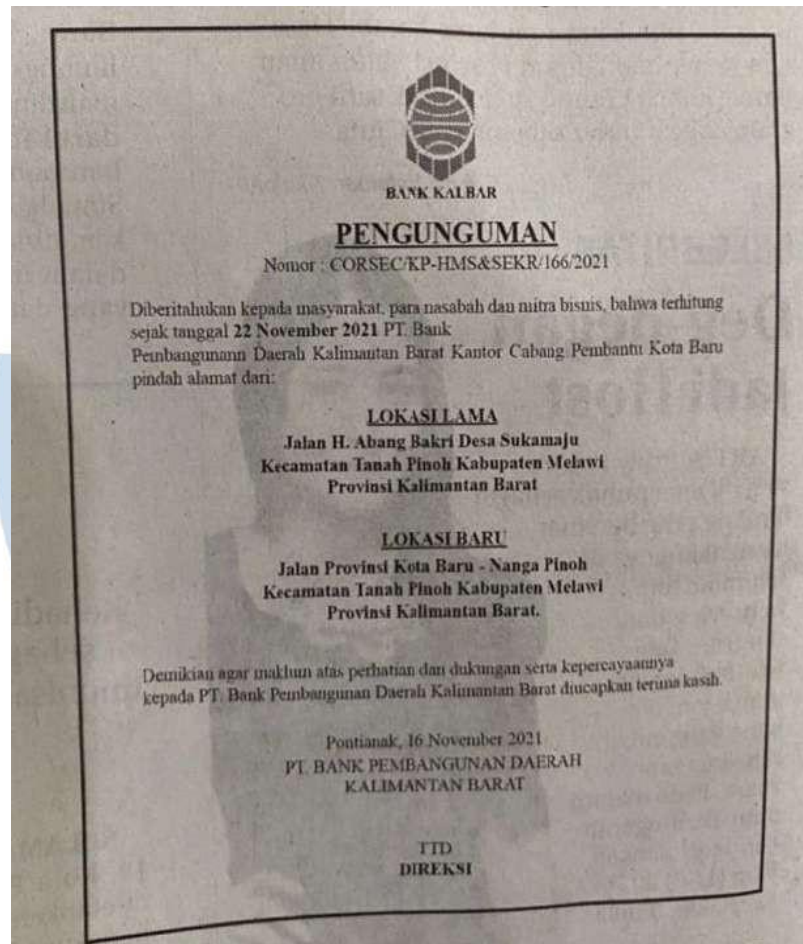 BANK KALBAR
PENGUNGUMAN
Nomor : CORSEC/KP-HMS&SEKR/166/2021
Diberitahukan kepada masyarakat, para nasabah dan mitra bisnis, bahwa terhitung
sejak tanggal 22 November 2021 PT. Bank
Pembangunann Daerah Kalimantan Barat Kantor Cabang Pembantu Kota Baru
pindah alamat dari:
LOKASI LAMA
Jalan H. Abang Bakri Desa Sukamaju
Kecamatan Tanah Pinoh Kabupaten Melawi
Provinsi Kalimantan Barat
LOKASI BARU
Jalan Provinsi Kota Baru - Nanga Pinoh
Kecamatan Tanah Pinoh Kabupaten Melawi
Provinsi Kalimantan Barat.
Demikian agar maklum atas perhatian dan dukungan serta kepercayaannya
kepada PT. Bank Pembangunan Daerah Kalimantan Barat diucapkan terima kasih.
Pontianak, 16 November 2021
PT. BANK PEMBANGUNAN DAERAH
KALIMANTAN BARAT
TTD
DIREKSI